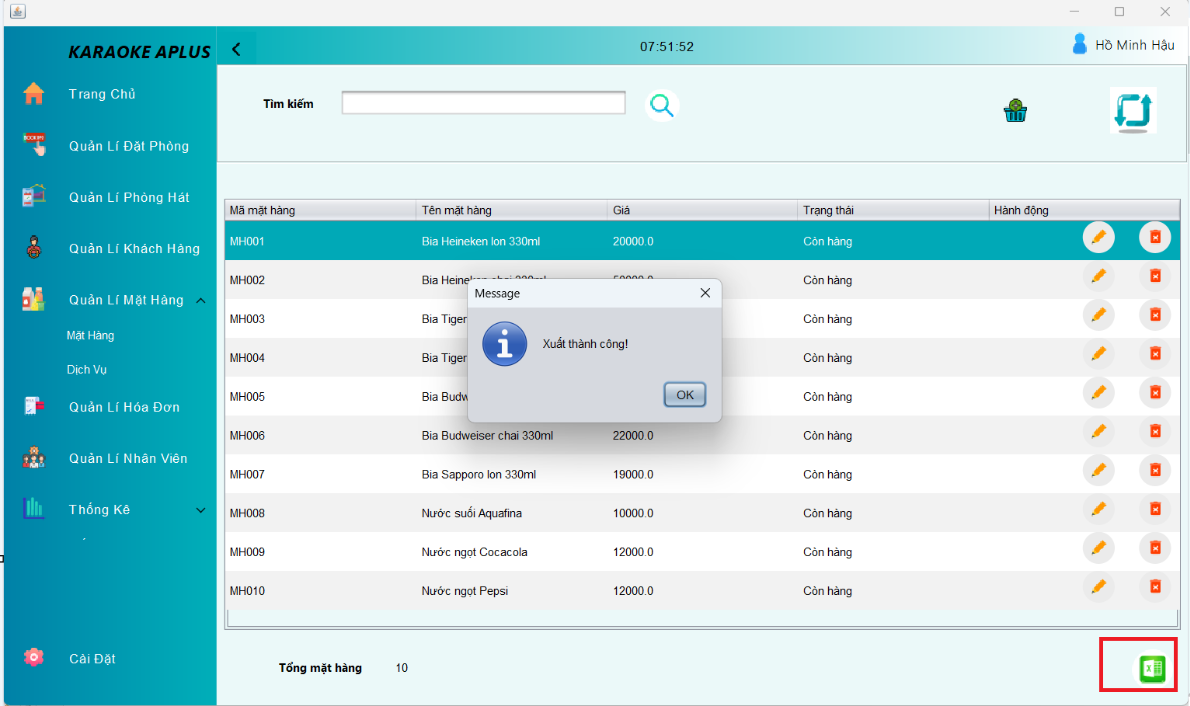 KARAOKE APLUS
07:51:52
Hồ Minh Hậu
Trang Chủ
Quản Lí Đặt Phòng
Quản Lí Phòng Hát
Quản Lí Khách Hàng
Quản Lí Mặt Hàng
Mặt Hàng
Dịch Vụ
Quản Lí Hóa Đơn
Quản Lí Nhân Viên
Thống Kê
Cài Đặt
Tìm kiếm
Mã mặt hàng Tên mặt hàng Giá Trạng thái Hành động
MH001 Bia Heineken lon 330ml 20000.0 Còn hàng
MH002 Bia Còn hàng
MH003 Bia Tiger Còn hàng
MH004 Bia Tiger Còn hàng
MH005 Bia Còn hàng
MH006 Bia Budweiser chai 330ml 22000.0 Còn hàng
MH007 Bia Sapporo lon 330ml 19000.0 Còn hàng
MH008 Nước suối Aquafina 10000.0 Còn hàng
MH009 Nước ngọt Cocacola 12000.0 Còn hàng
MH010 Nước ngọt Pepsi 12000.0 Còn hàng
Message
Xuất thành công!
OK
Tổng mặt hàng 10